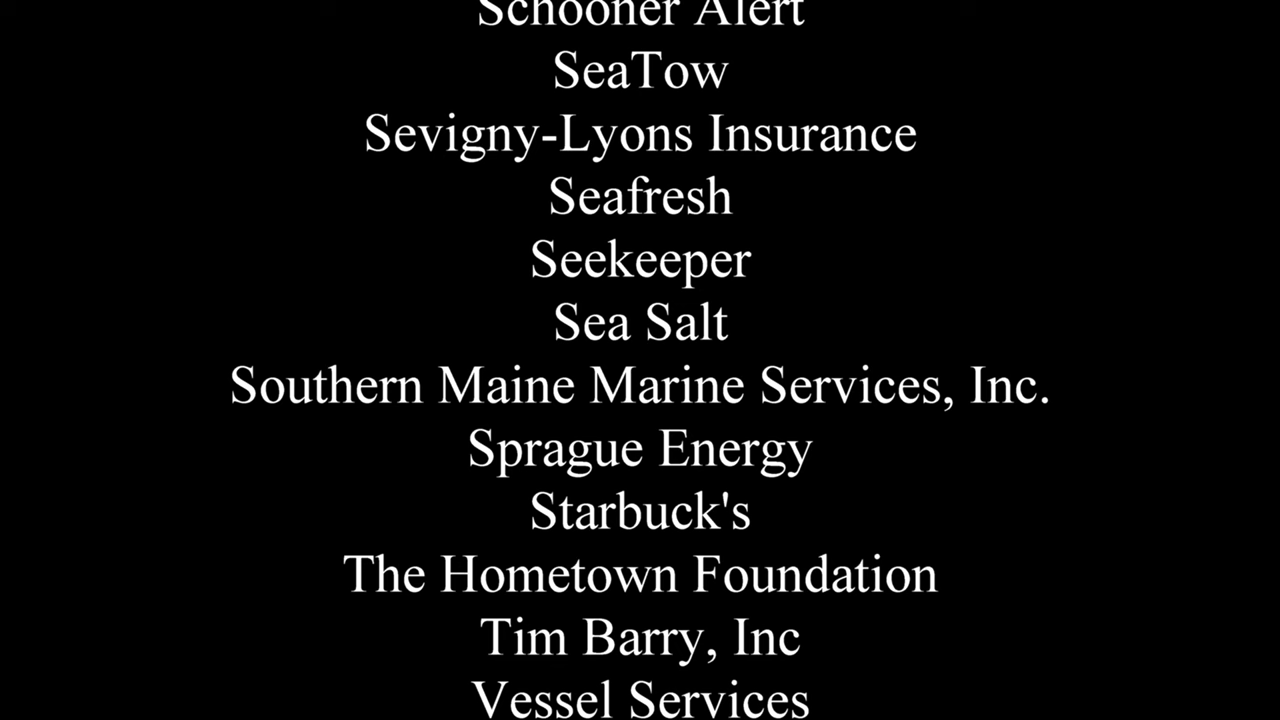 Schooner Alert
SeaTow
Sevigny-Lyons Insurance
Seafresh
Seekeeper
Sea Salt
Southern Maine Marine Services, Inc.
Sprague Energy
Starbuck's
The Hometown Foundation
Tim Barry, Inc
Vessel Services